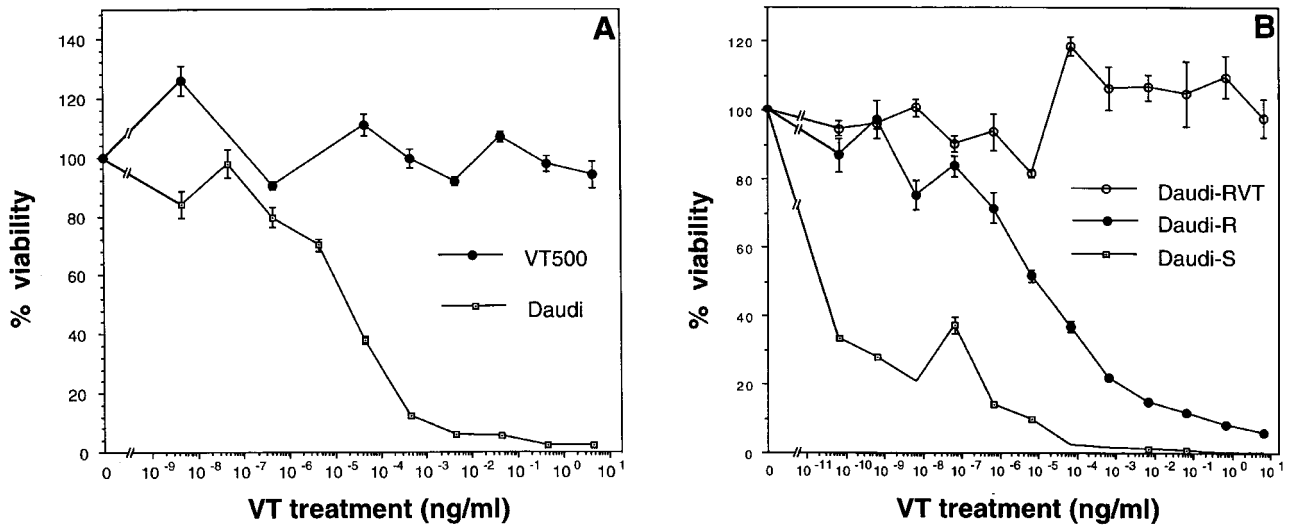 A
140
120
100
80
60
40
20
0
% viability
VT500
Daudi
0 10-9 10-8 10-7 10-6 10-5 10-4 10-3 10-2 10-1 100 101
VT treatment (ng/ml)
B
120
100
80
60
40
20
0
% viability
Daudi-RVT
Daudi-R
Daudi-S
0 10-11 10-10 10-9 10-8 10-7 10-6 10-5 10-4 10-3 10-2 10-1 100 101
VT treatment (ng/ml)